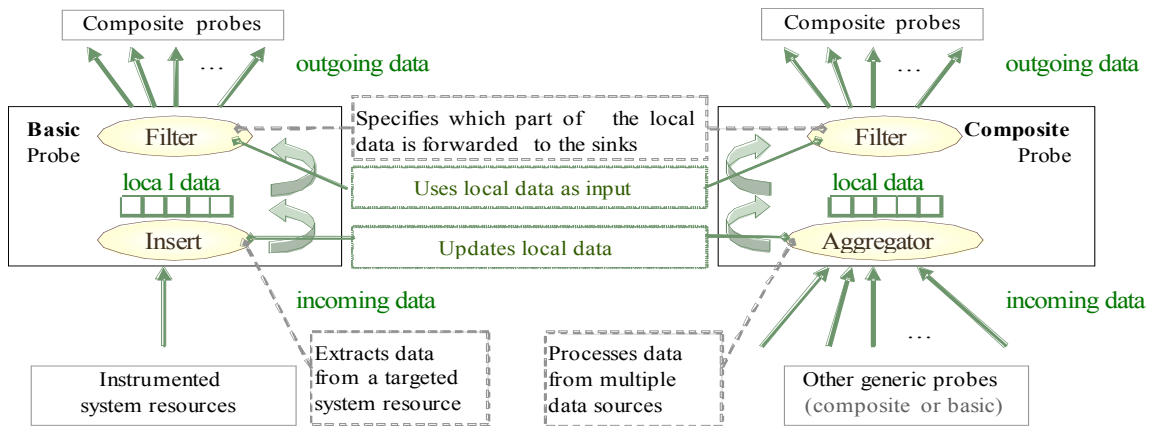 Composite probes
Composite probes
...
outgoing data
...
outgoing data
Basic
Probe
Filter
Specifies which part of the local
data is forwarded to the sinks
Filter
Composite
Probe
loca l data
Uses local data as input
local data
Insert
Updates local data
Aggregator
incoming data
incoming data
...
Instrumented
system resources
Extracts data
from a targeted
system resource
Processes data
from multiple
data sources
Other generic probes
(composite or basic)